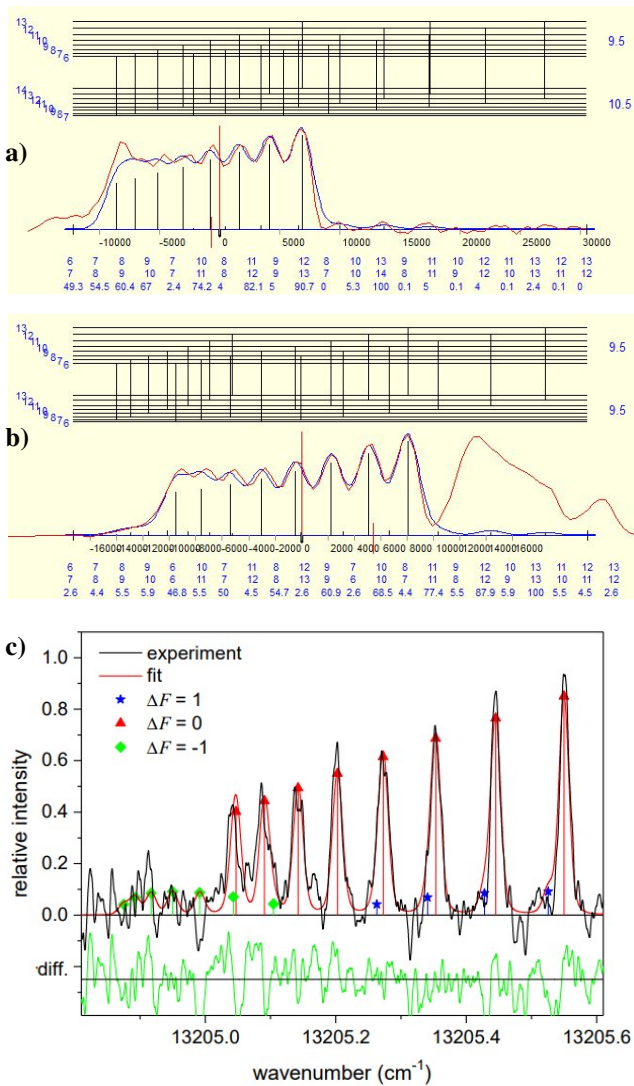 13
12
11
10
9
8
7
6
9.5
14
13
12
11
10
9
8
7
10.5
a)
-10000 -5000 0 5000 10000 15000 20000 25000 30000
6 7 8 9 7 10 8 11 9 12 8 10 13 9 11 10 12 11 13 12 13
7 8 9 10 7 11 8 12 9 13 7 10 14 8 11 9 12 10 13 11 12
49.3 54.5 60.4 67 2.4 74.2 4 82.1 5 90.7 0 5.3 100 0.1 5 0.1 4 0.1 2.4 0.1 0
13
12
11
10
9
8
7
6
9.5
13
12
11
10
9
8
7
6
9.5
b)
-16000 -14000 -12000 -10000 -8000 -6000 -4000 -2000 0 2000 4000 6000 8000 10000 12000 14000 16000
6 7 8 9 6 10 7 11 8 12 9 7 10 8 11 9 12 10 13 11 12 13
7 8 9 10 6 11 7 12 8 13 9 6 10 7 11 8 12 9 13 10 11 12
2.6 4.4 5.5 5.9 46.8 5.5 50 4.5 54.7 2.6 60.9 2.6 68.5 4.4 77.4 5.5 87.9 5.9 100 5.5 4.5 2.6
c)
1.0
0.8
0.6
0.4
0.2
0.0
diff.
relative intensity
experiment
fit
ΔF = 1
ΔF = 0
ΔF = -1
13205.0 13205.2 13205.4 13205.6
wavenumber (cm⁻¹)